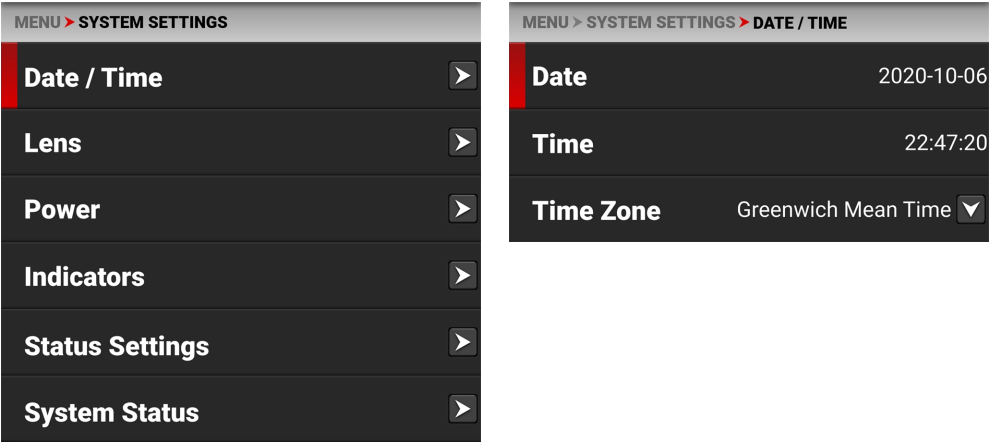 MENU > SYSTEM SETTINGS
Date / Time
Lens
Power
Indicators
Status Settings
System Status
MENU > SYSTEM SETTINGS > DATE / TIME
Date 2020-10-06
Time 22:47:20
Time Zone Greenwich Mean Time